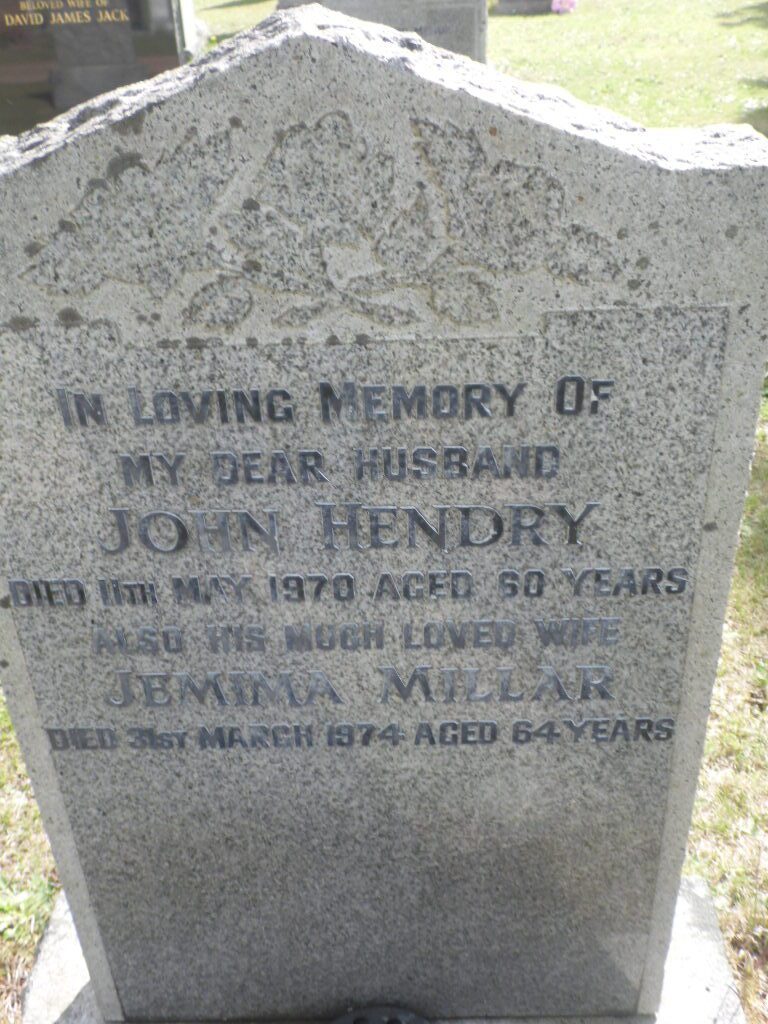 BELOVED WIFE OF
DAVID JAMES JACK
IN LOVING MEMORY OF
MY DEAR HUSBAND
JOHN HENDRY
DIED 11TH MAY 1970 AGED 60 YEARS
ALSO HIS MUCH LOVED WIFE
JEMIMA MILLAR
DIED 31ST MARCH 1974 AGED 64 YEARS